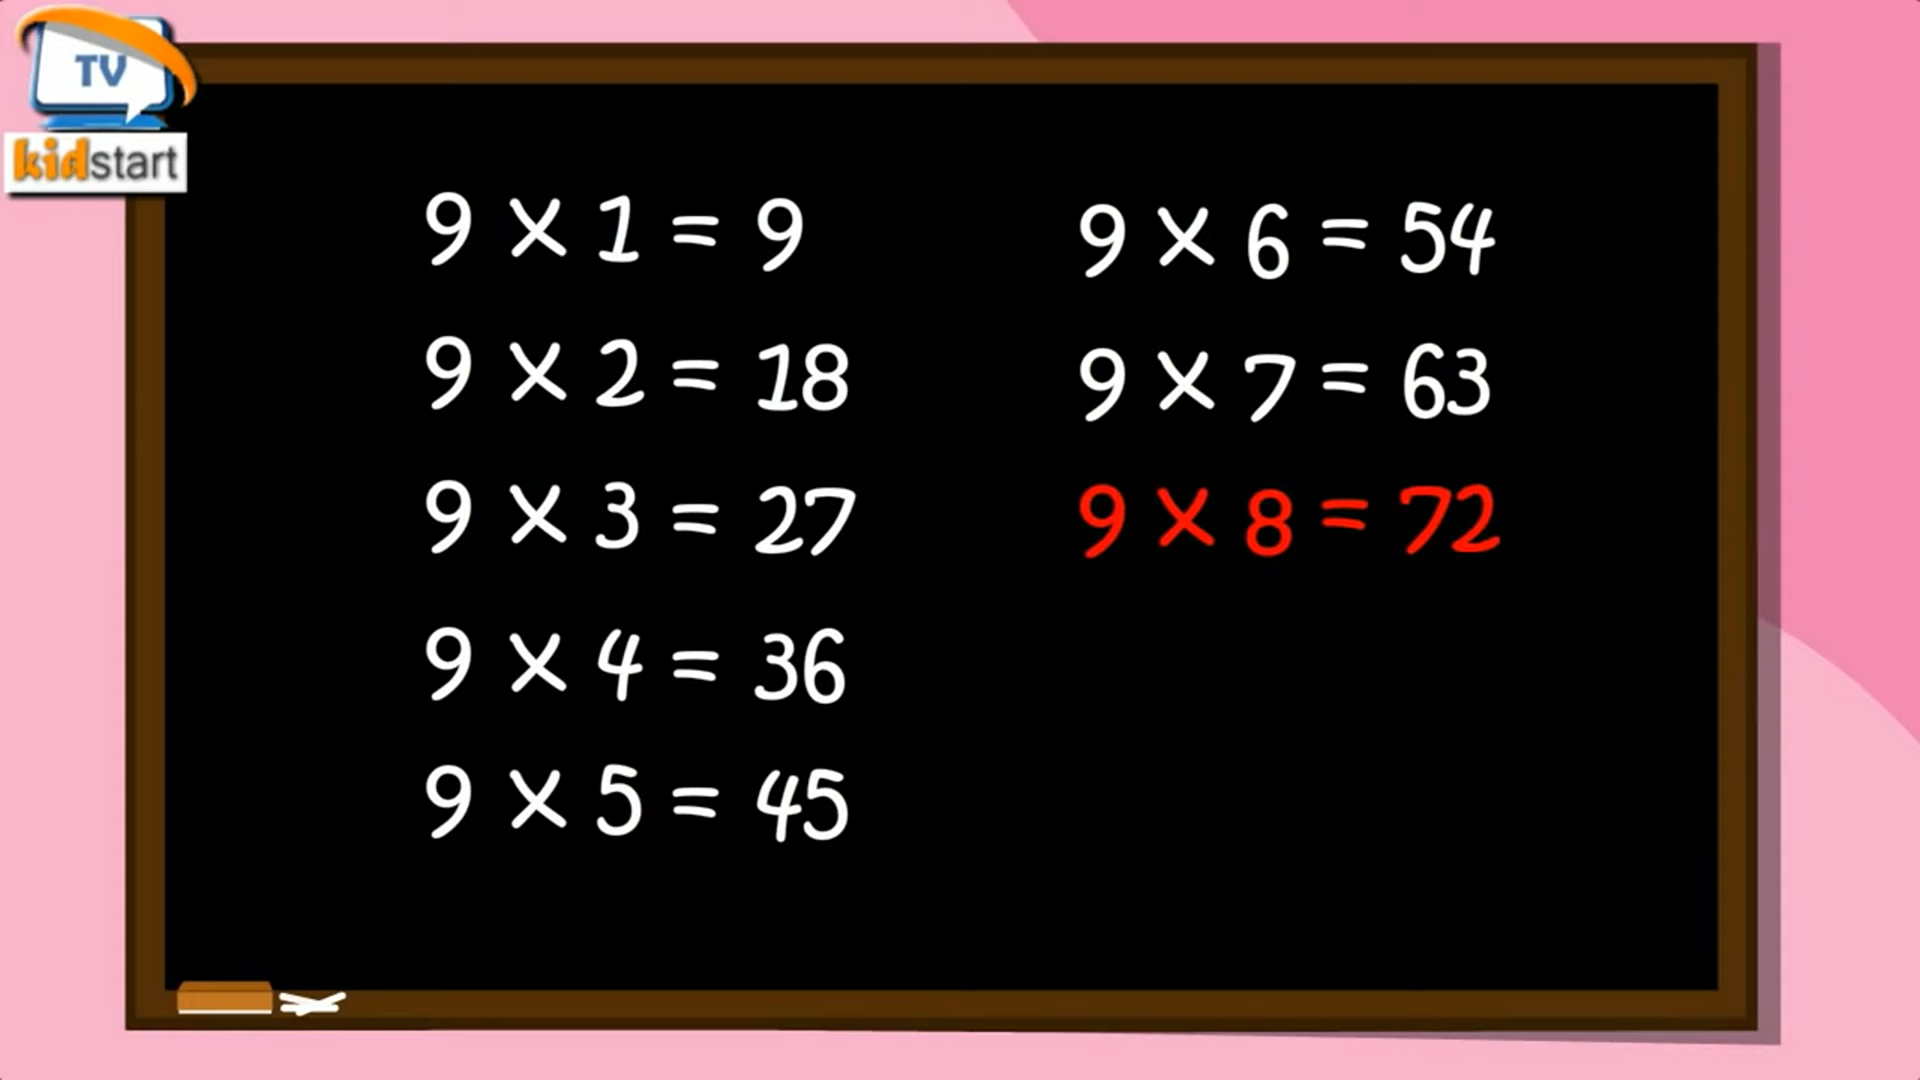 TV
kidstart
9 × 1 = 9
9 × 2 = 18
9 × 3 = 27
9 × 4 = 36
9 × 5 = 45
9 × 6 = 54
9 × 7 = 63
9 × 8 = 72